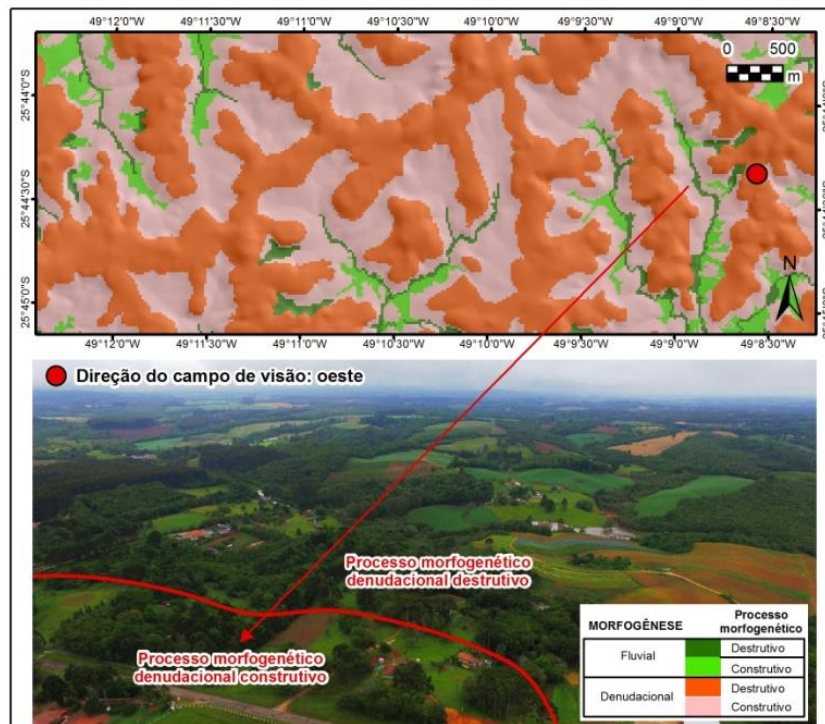 49°12'0"W 49°11'30"W 49°11'0"W 49°10'30"W 49°10'0"W 49°9'30"W 49°9'0"W 49°8'30"W
0 500
m
25°44'0"S
25°44'30"S
25°45'0"S
N
49°12'0"W 49°11'30"W 49°11'0"W 49°10'30"W 49°10'0"W 49°9'30"W 49°9'0"W 49°8'30"W
Direção do campo de visão: oeste
Processo morfogenético
denudacional destrutivo
Processo morfogenético
denudacional construtivo
MORFOGÊNESE Processo
morfogenético
Fluvial Destrutivo
Construtivo
Denudacional Destrutivo
Construtivo